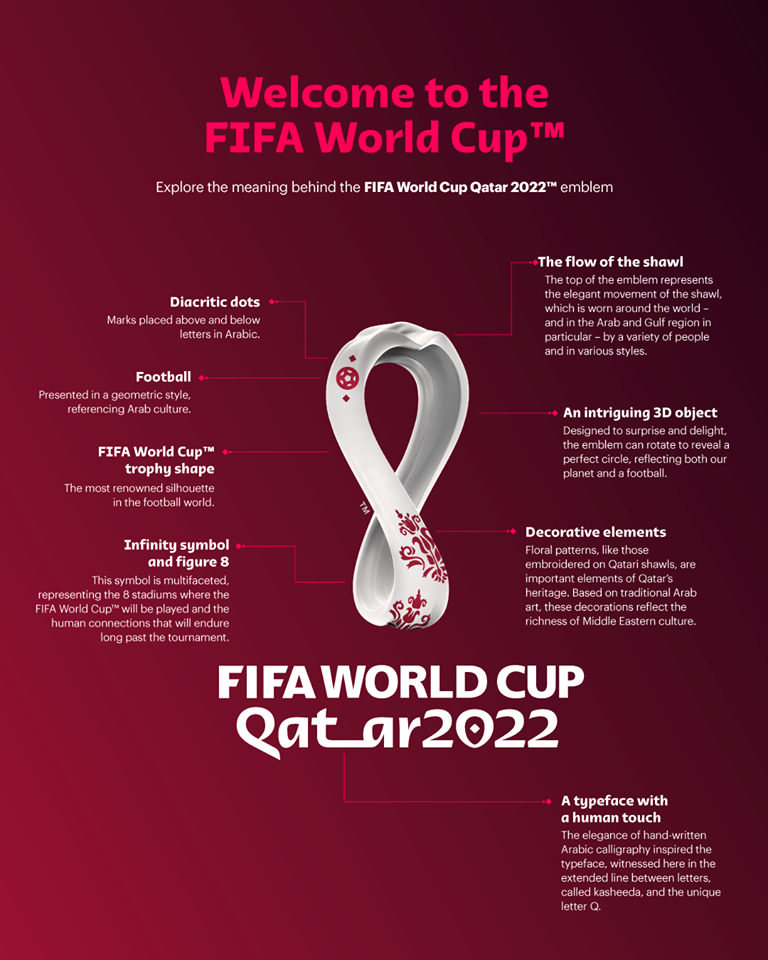 Welcome to the
FIFA World Cup™
Explore the meaning behind the FIFA World Cup Qatar 2022™ emblem
The flow of the shawl
The top of the emblem represents
the elegant movement of the shawl,
which is worn around the world –
and in the Arab and Gulf region in
particular – by a variety of people
and in various styles.
Diacritic dots
Marks placed above and below
letters in Arabic.
Football
Presented in a geometric style,
referencing Arab culture.
An intriguing 3D object
Designed to surprise and delight,
the emblem can rotate to reveal a
perfect circle, reflecting both our
planet and a football.
FIFA World Cup™
trophy shape
The most renowned silhouette
in the football world.
TM
Decorative elements
Floral patterns, like those
embroidered on Qatari shawls, are
important elements of Qatar's
heritage. Based on traditional Arab
art, these decorations reflect the
richness of Middle Eastern culture.
Infinity symbol
and figure 8
This symbol is multifaceted,
representing the 8 stadiums where the
FIFA World Cup™ will be played and the
human connections that will endure
long past the tournament.
FIFA WORLD CUP
Qatar2022
A typeface with
a human touch
The elegance of hand-written
Arabic calligraphy inspired the
typeface, witnessed here in the
extended line between letters,
called kasheeda, and the unique
letter Q.